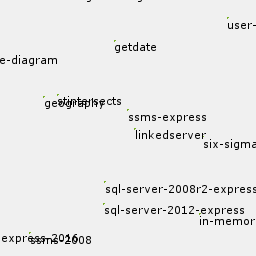 user-
getdate
e-diagram
stintersects
geography
ssms-express
linkedserver
six-sigma
sql-server-2008r2-express
sql-server-2012-express
in-memor
express-2016
ssms-2008